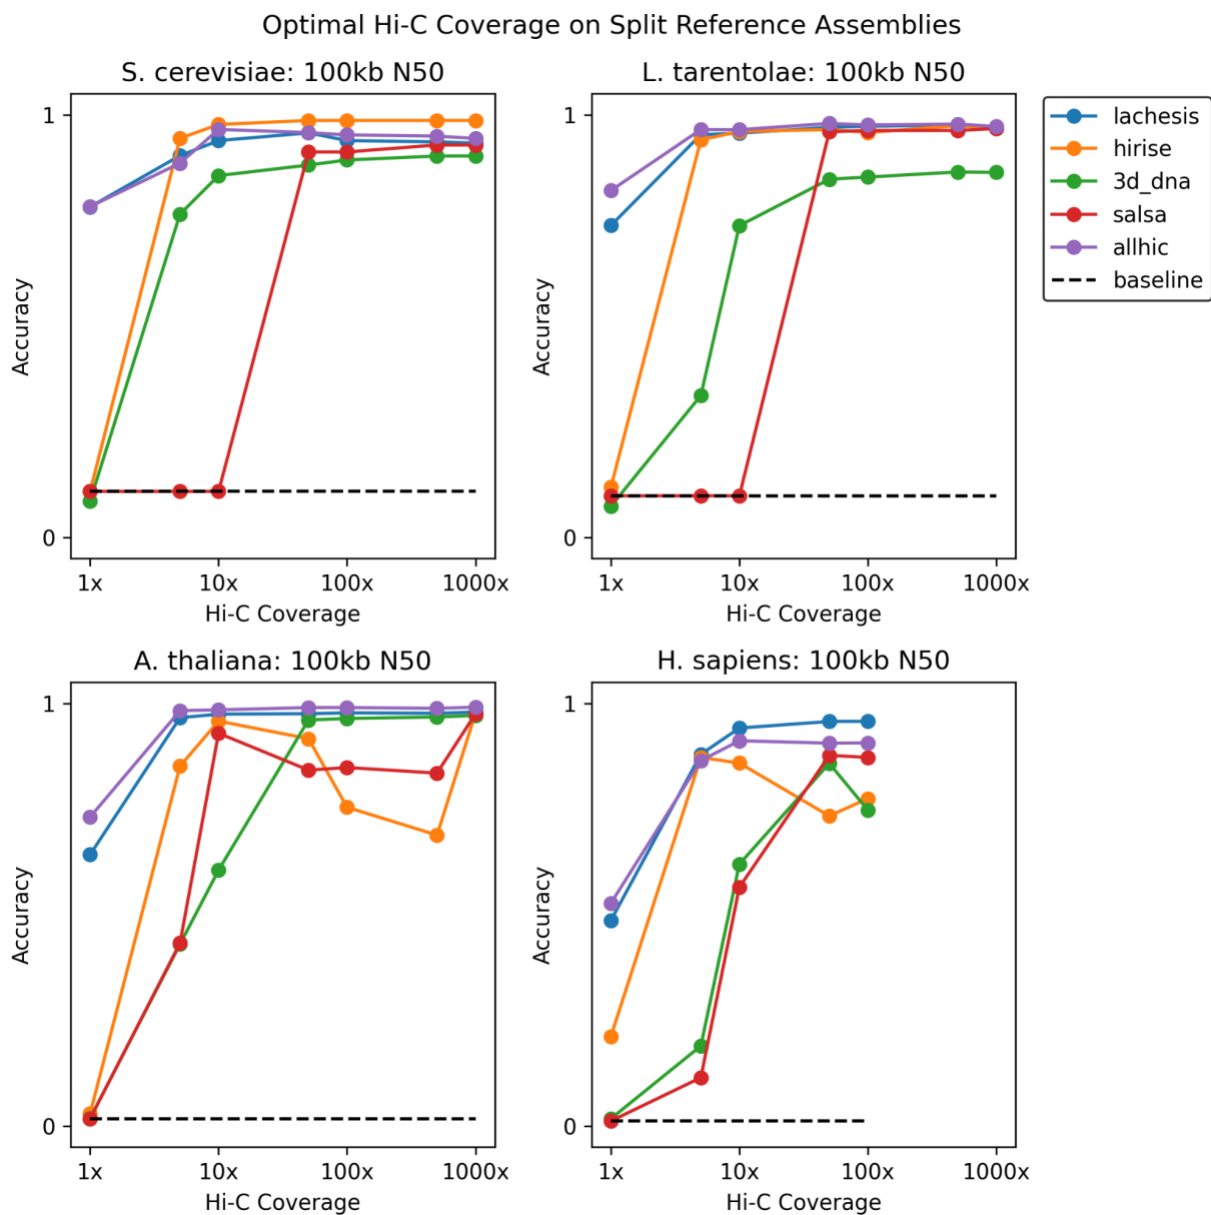 Optimal Hi-C Coverage on Split Reference Assemblies
S. cerevisiae: 100kb N50
1
0
Accuracy
1x 10x 100x 1000x
Hi-C Coverage
L. tarentolae: 100kb N50
1
0
Accuracy
1x 10x 100x 1000x
Hi-C Coverage
lachesis
hirise
3d_dna
salsa
allhic
baseline
A. thaliana: 100kb N50
1
0
Accuracy
1x 10x 100x 1000x
Hi-C Coverage
H. sapiens: 100kb N50
1
0
Accuracy
1x 10x 100x 1000x
Hi-C Coverage